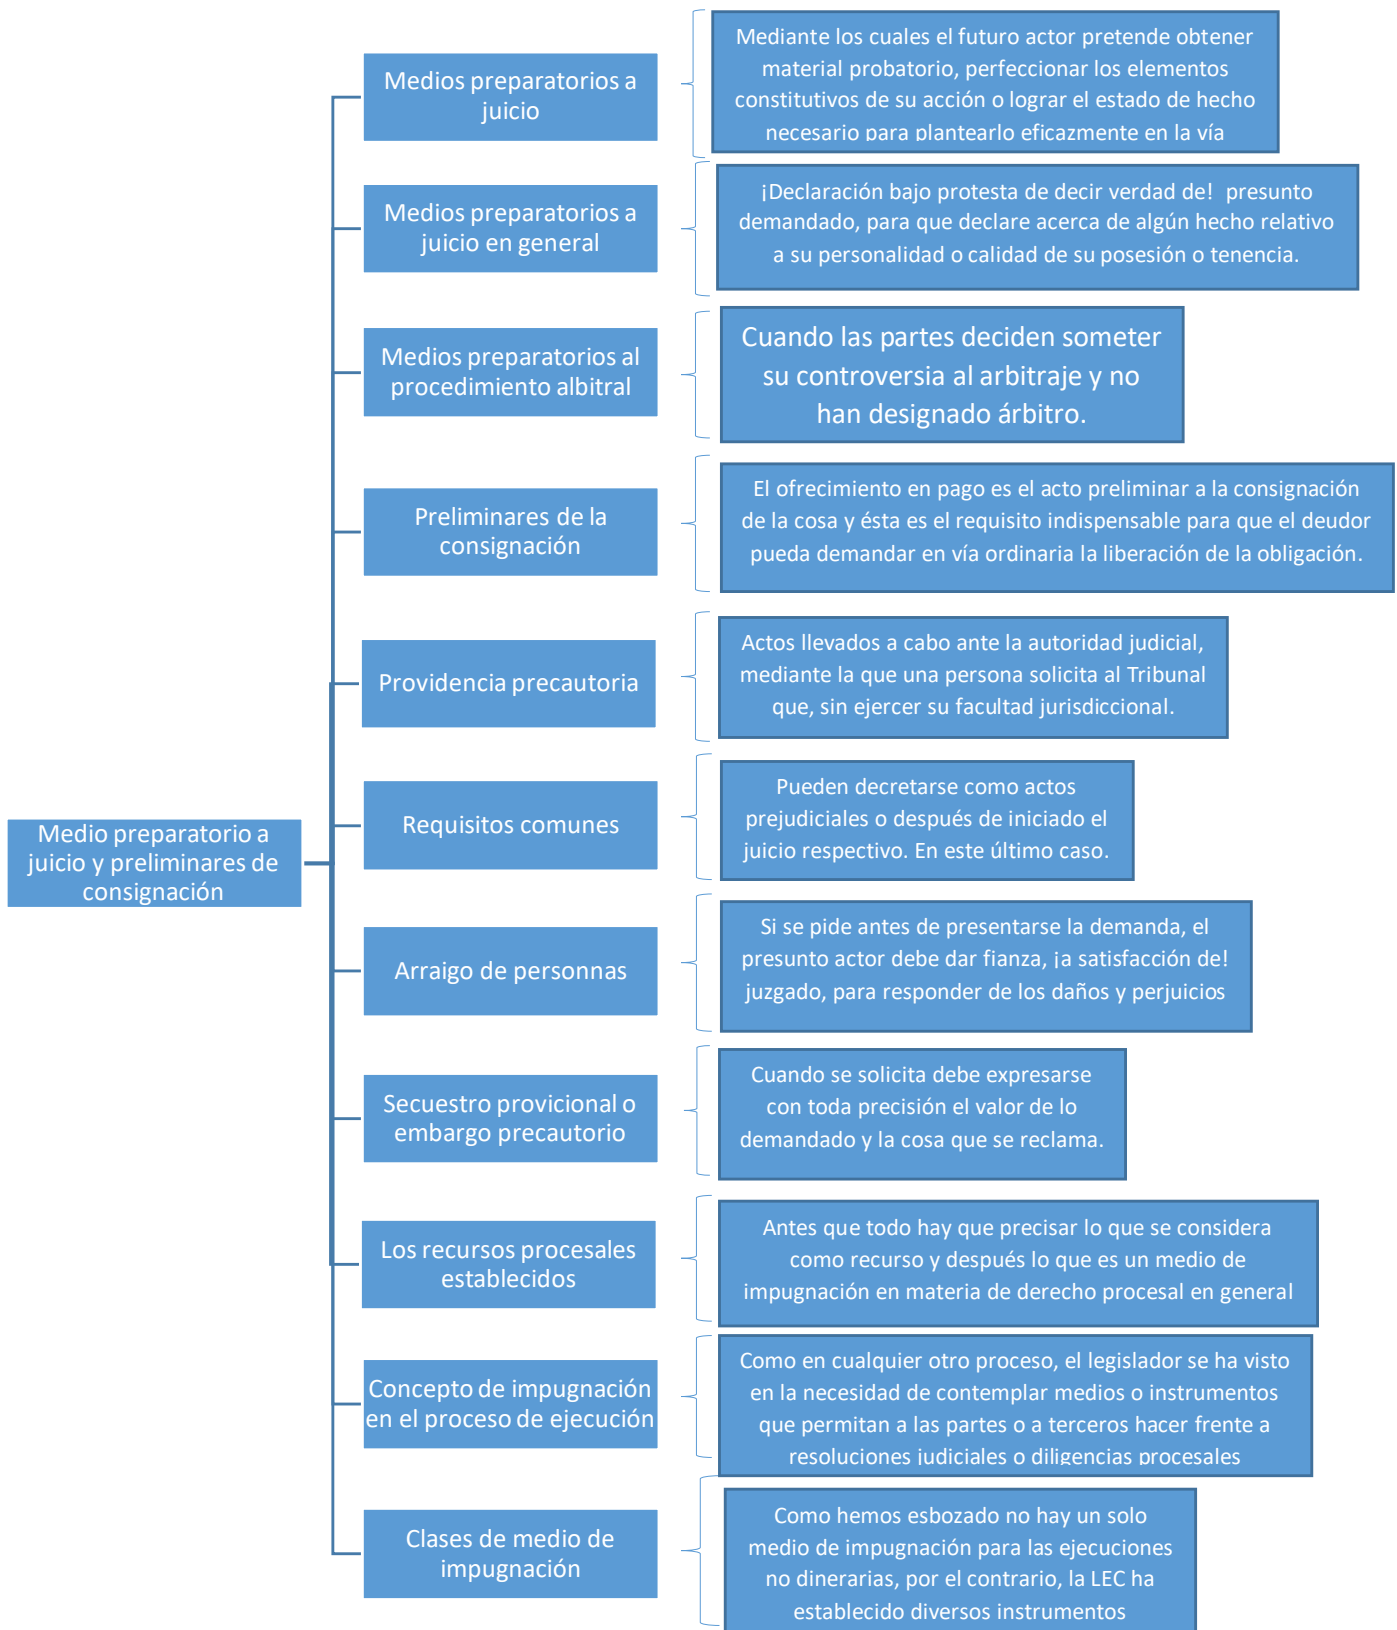 Medio preparatorio a
juicio y preliminares de
consignación
Medios preparatorios a
juicio
Mediante los cuales el futuro actor pretende obtener
material probatorio, perfeccionar los elementos
constitutivos de su acción o lograr el estado de hecho
necesario para plantearlo eficazmente en la vía
Medios preparatorios a
juicio en general
¡Declaración bajo protesta de decir verdad de! presunto
demandado, para que declare acerca de algún hecho relativo
a su personalidad o calidad de su posesión o tenencia.
Medios preparatorios al
procedimiento albitral
Cuando las partes deciden someter
su controversia al arbitraje y no
han designado árbitro.
Preliminares de la
consignación
El ofrecimiento en pago es el acto preliminar a la consignación
de la cosa y ésta es el requisito indispensable para que el deudor
pueda demandar en vía ordinaria la liberación de la obligación.
Providencia precautoria
Actos llevados a cabo ante la autoridad judicial,
mediante la que una persona solicita al Tribunal
que, sin ejercer su facultad jurisdiccional.
Requisitos comunes
Pueden decretarse como actos
prejudiciales o después de iniciado el
juicio respectivo. En este último caso.
Arraigo de personnas
Si se pide antes de presentarse la demanda, el
presunto actor debe dar fianza, ¡a satisfacción de!
juzgado, para responder de los daños y perjuicios
Secuestro provicional o
embargo precautorio
Cuando se solicita debe expresarse
con toda precisión el valor de lo
demandado y la cosa que se reclama.
Los recursos procesales
establecidos
Antes que todo hay que precisar lo que se considera
como recurso y después lo que es un medio de
impugnación en materia de derecho procesal en general
Concepto de impugnación
en el proceso de ejecución
Como en cualquier otro proceso, el legislador se ha visto
en la necesidad de contemplar medios o instrumentos
que permitan a las partes o a terceros hacer frente a
resoluciones judiciales o diligencias procesales
Clases de medio de
impugnación
Como hemos esbozado no hay un solo
medio de impugnación para las ejecuciones
no dinerarias, por el contrario, la LEC ha
establecido diversos instrumentos